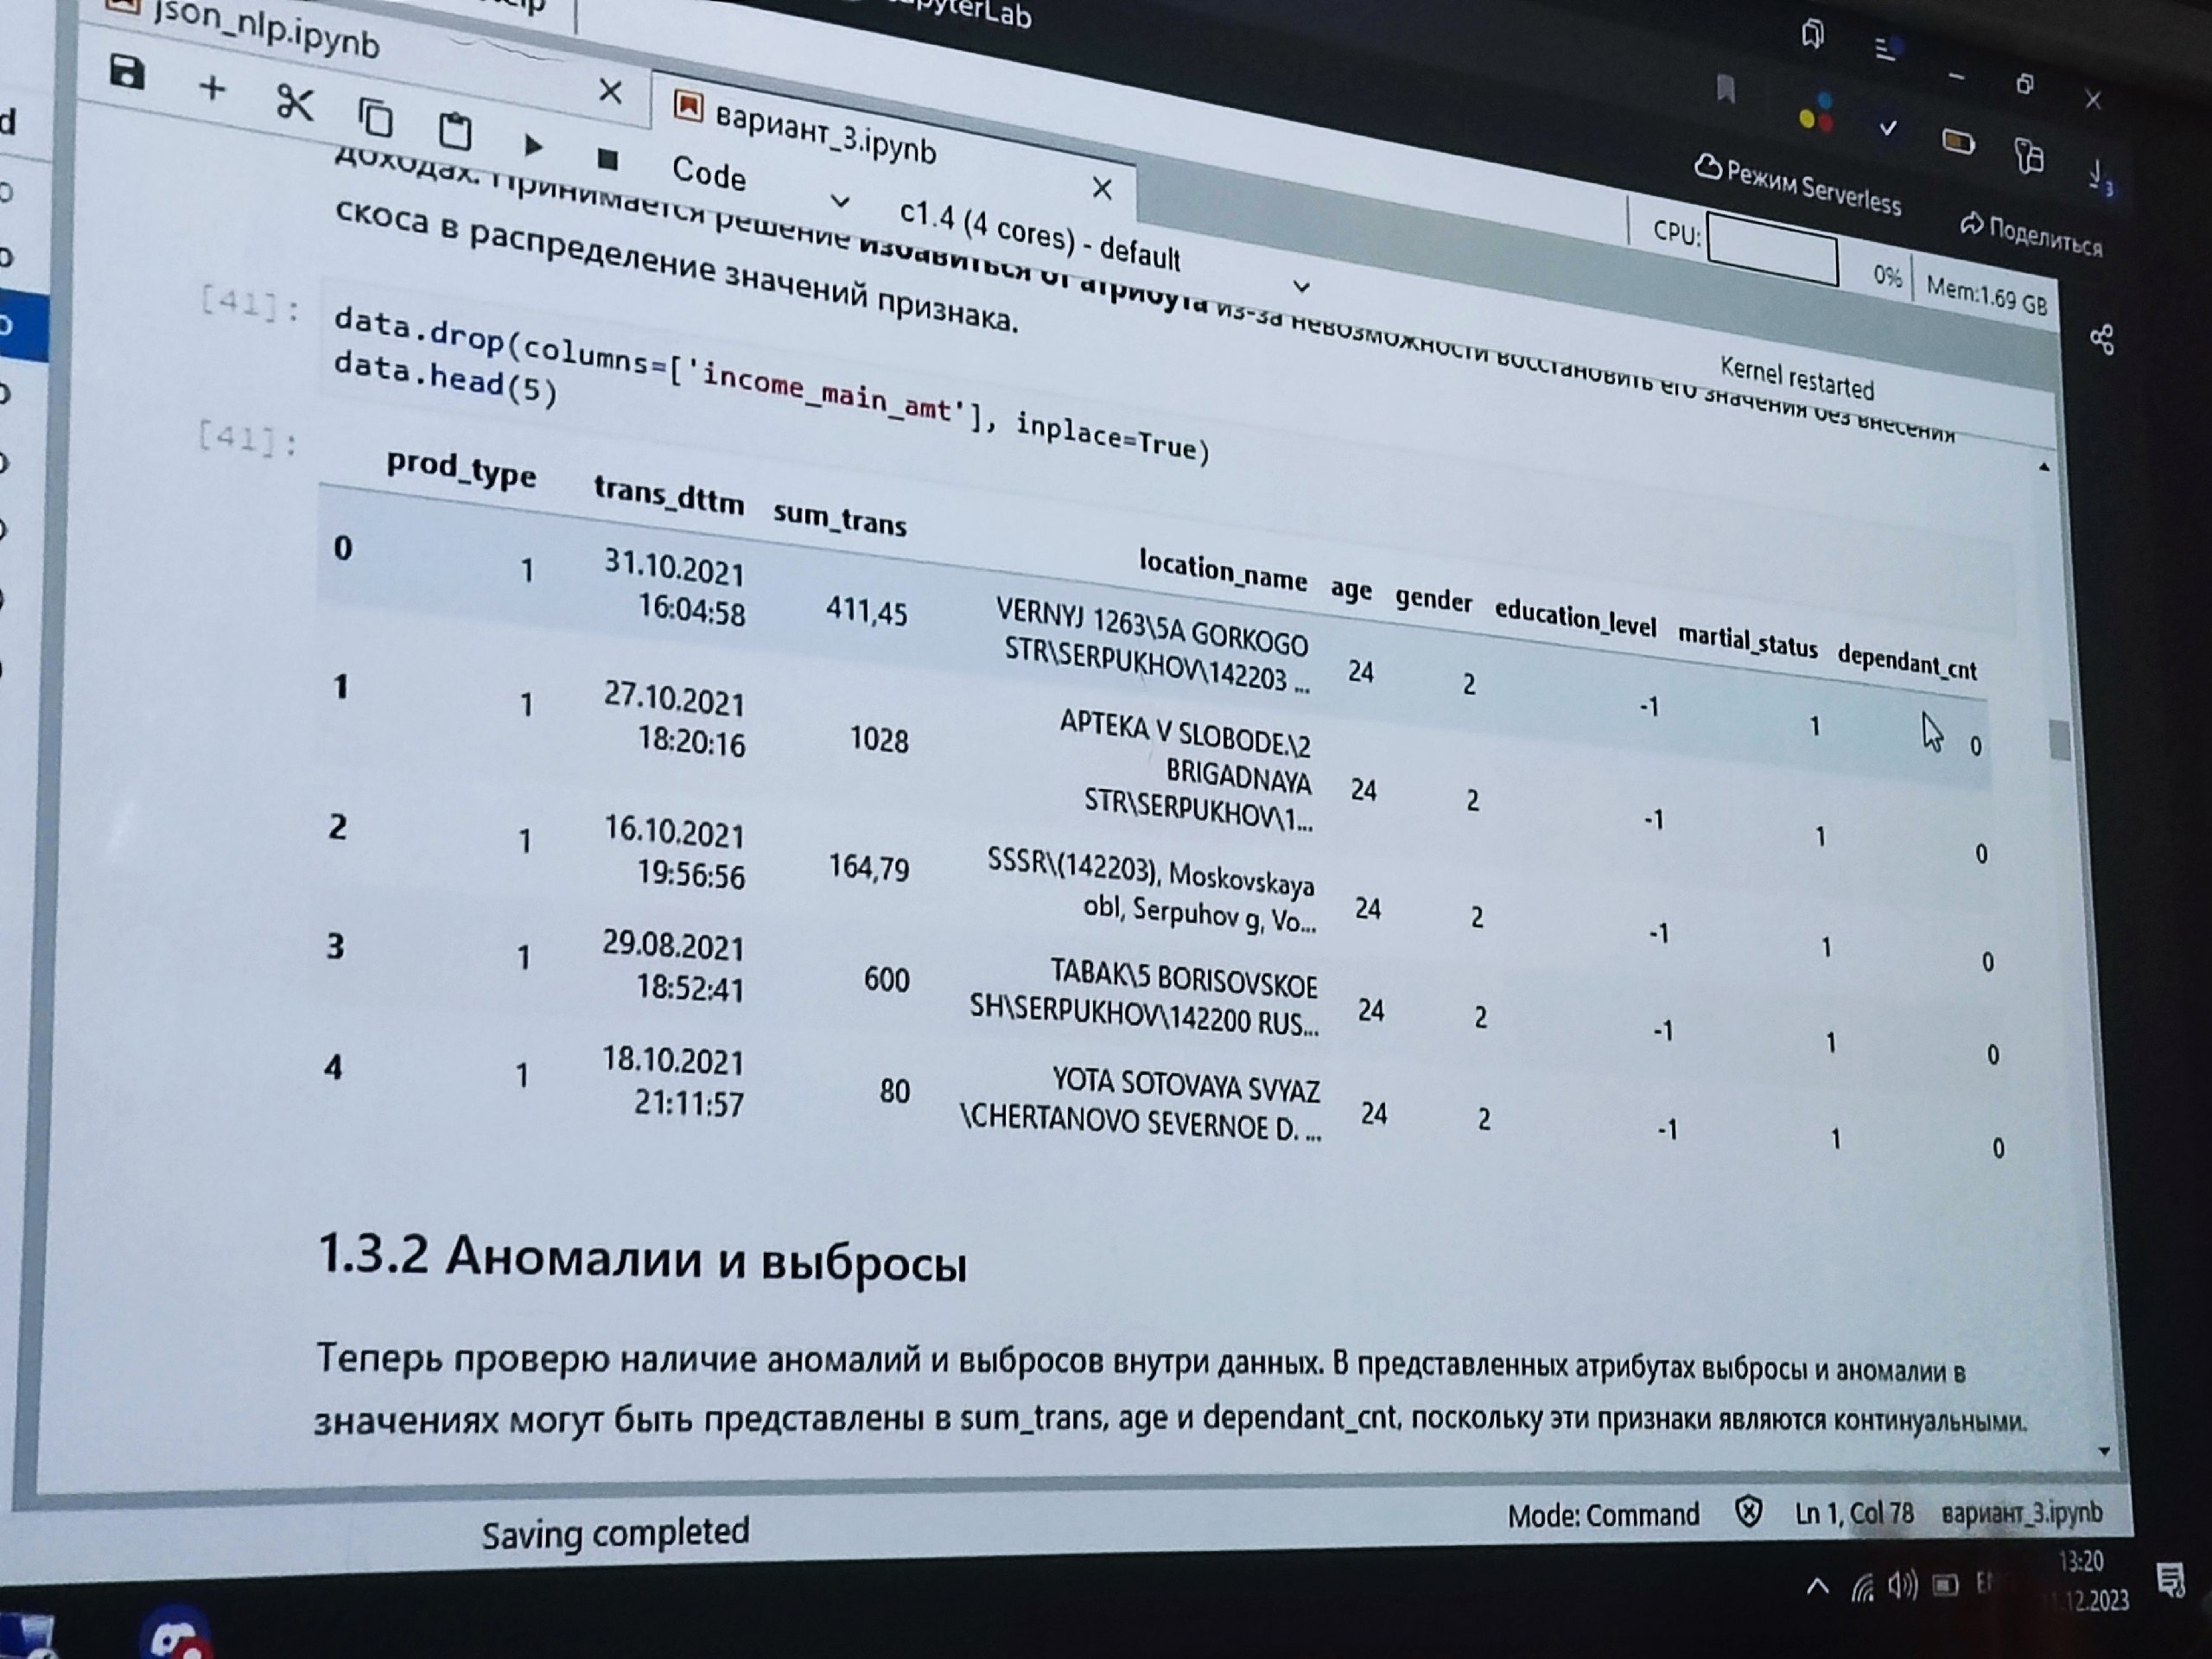 json_nlp.ipynb
вариант_3.ipynb
Code
c1.4 (4 cores) - default
Режим Serverless
Поделиться
CPU:
0%
Mem:1.69 GB
Kernel restarted
доходах. Принимается решение избавиться от атрибута из-за невозможности восстановить его значения без внесения
скоса в распределение значений признака.
[41]:
data.drop(columns=['income_main_amt'], inplace=True)
data.head(5)
[41]:
prod_type trans_dttm sum_trans location_name age gender education_level martial_status dependant_cnt
0 1 31.10.2021 16:04:58 411,45 VERNYJ 1263\5A GORKOGO STR\SERPUKHOV\142203 ... 24 2 -1 1 0
1 1 27.10.2021 18:20:16 1028 APTEKA V SLOBODE.\2 BRIGADNAYA STR\SERPUKHOV\1... 24 2 -1 1 0
2 1 16.10.2021 19:56:56 164,79 SSSR\(142203), Moskovskaya obl, Serpuhov g, Vo... 24 2 -1 1 0
3 1 29.08.2021 18:52:41 600 TABAK\5 BORISOVSKOE SH\SERPUKHOV\142200 RUS... 24 2 -1 1 0
4 1 18.10.2021 21:11:57 80 YOTA SOTOVAYA SVYAZ \CHERTANOVO SEVERNOE D. ... 24 2 -1 1 0
1.3.2 Аномалии и выбросы
Теперь проверю наличие аномалий и выбросов внутри данных. В представленных атрибутах выбросы и аномалии в
значениях могут быть представлены в sum_trans, age и dependant_cnt, поскольку эти признаки являются континуальными.
Saving completed
Mode: Command
Ln 1, Col 78
вариант_3.ipynb
13:20